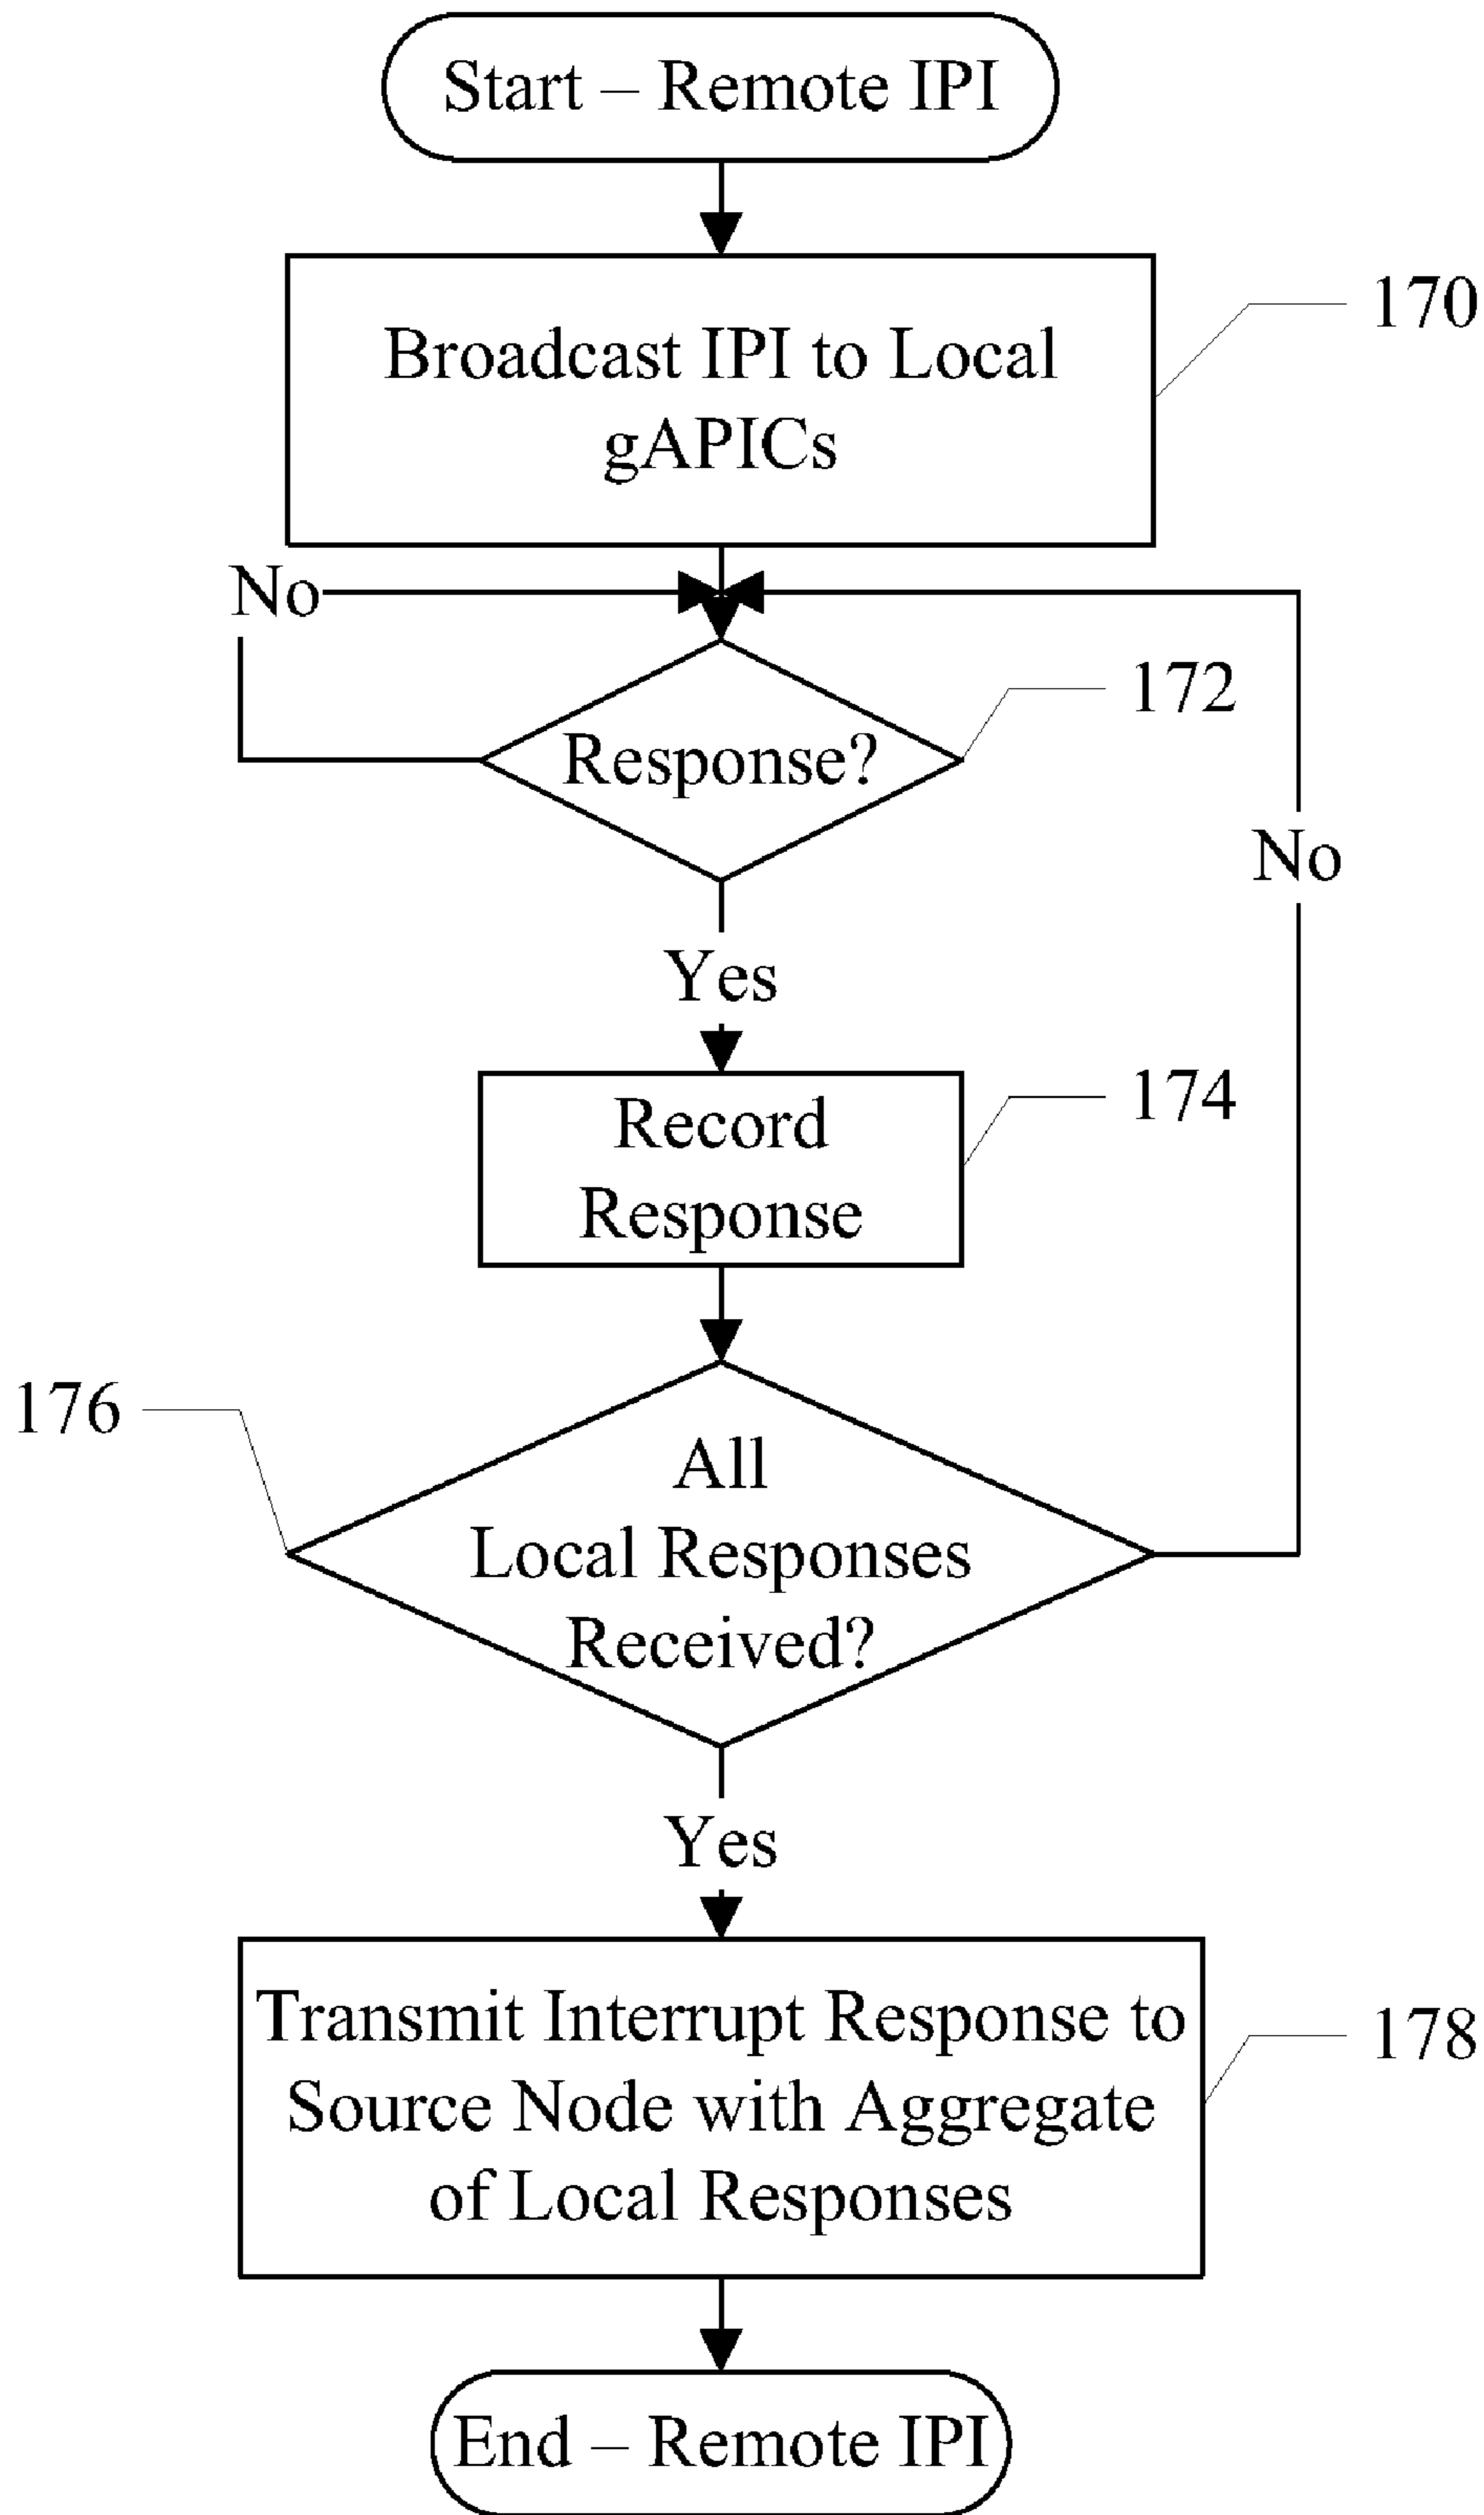 Start – Remote IPI
170
Broadcast IPI to Local
gAPICs
No
172
Response?
No
Yes
174
Record
Response
176
All
Local Responses
Received?
Yes
Transmit Interrupt Response to
178
Source Node with Aggregate
of Local Responses
End – Remote IPI